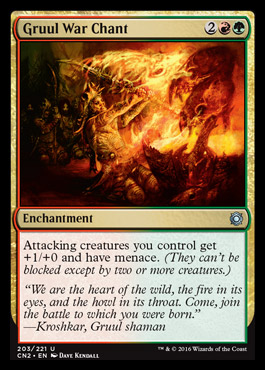 Gruul War Chant 2
Enchantment
Attacking creatures you control get
+1/+0 and have menace. (They can't be
blocked except by two or more creatures.)
"We are the heart of the wild, the fire in its
eyes, and the howl in its throat. Come, join
the battle to which you were born."
—Kroshkar, Gruul shaman
203/221 U
CN2 • EN Dave Kendall ™ & © 2016 Wizards of the Coast